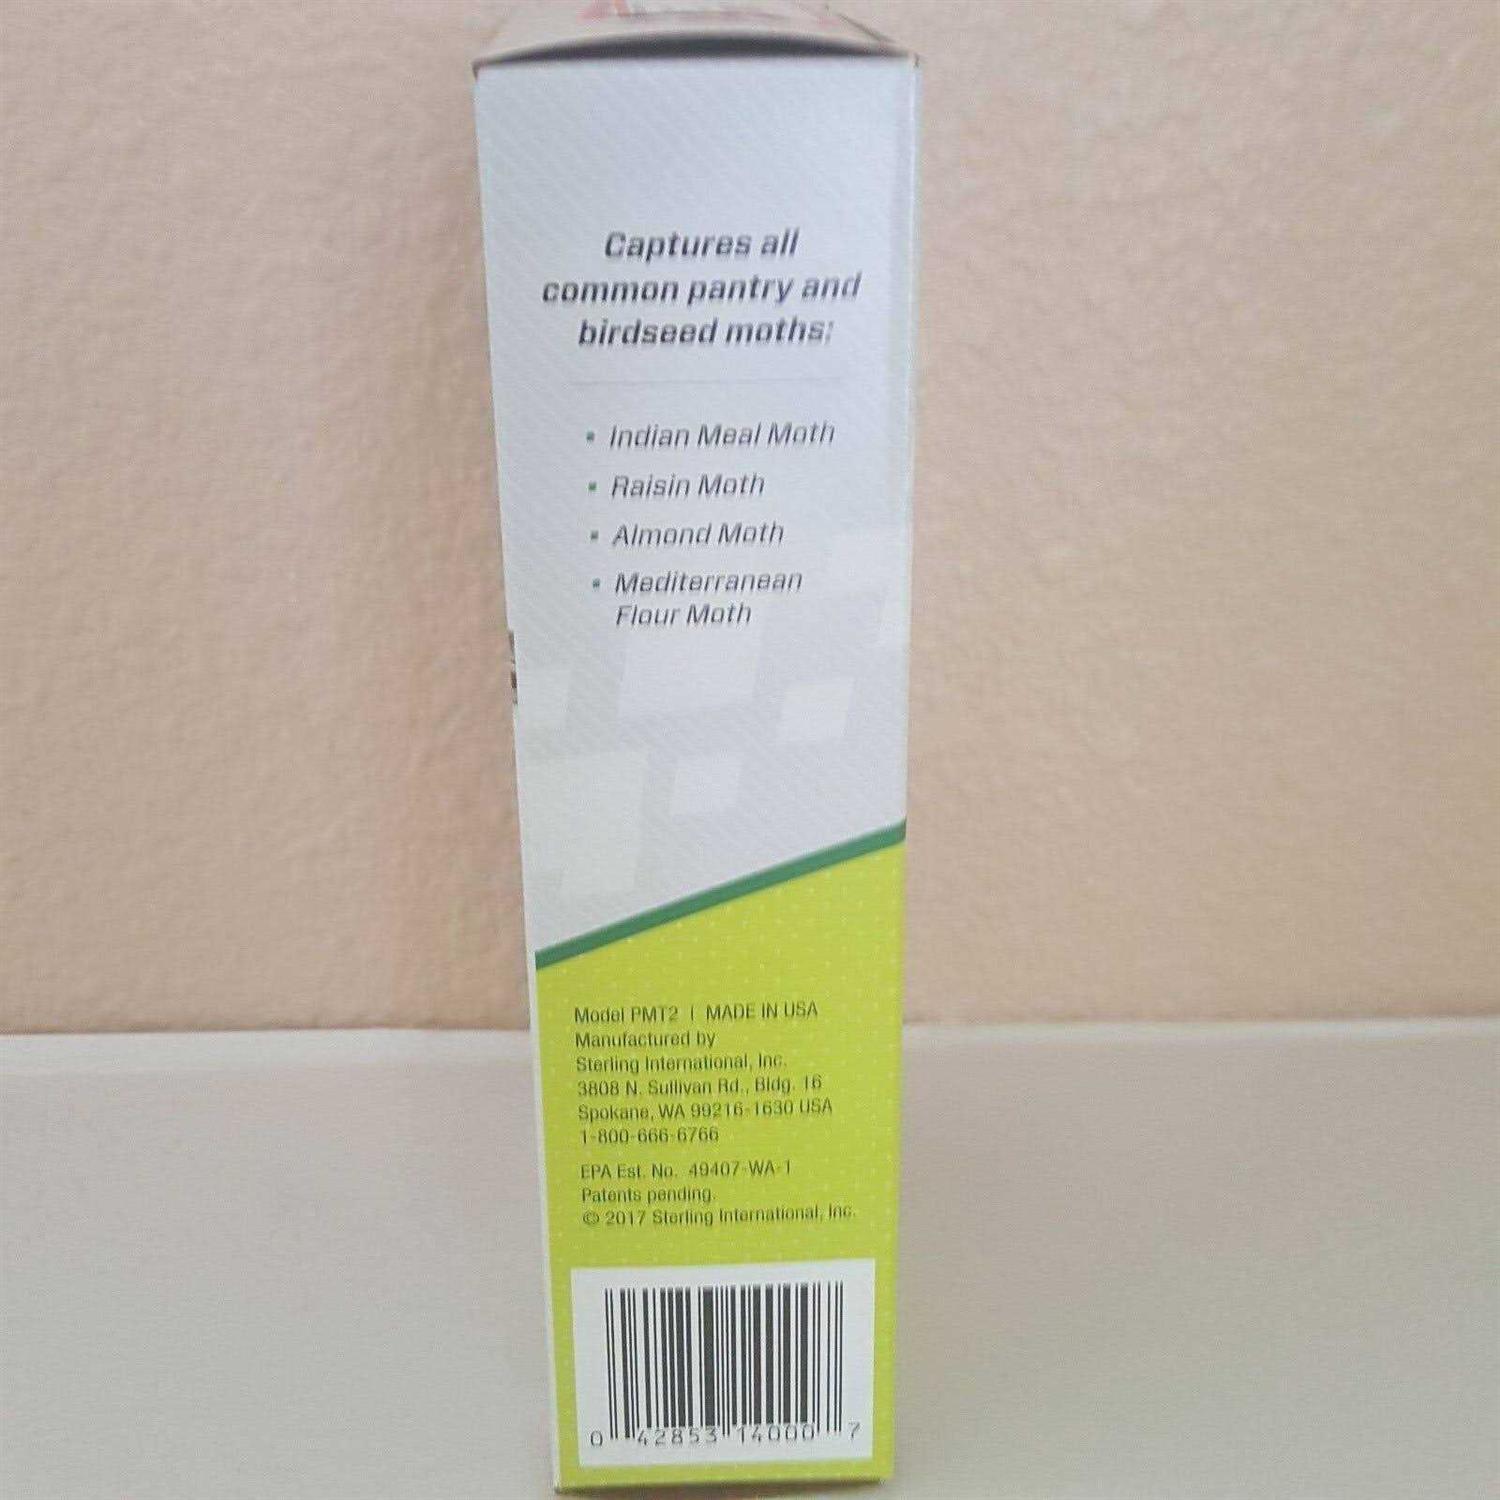 Captures all
common pantry and
birdseed moths:
• Indian Meal Moth
• Raisin Moth
• Almond Moth
• Mediterranean
Flour Moth
Model PMT2 | MADE IN USA
Manufactured by
Sterling International, Inc.
3808 N. Sullivan Rd., Bldg. 16
Spokane, WA 99216-1630 USA
1-800-666-6766
EPA Est. No. 49407-WA-1
Patents pending.
© 2017 Sterling International, Inc.
0 42853 14000 7